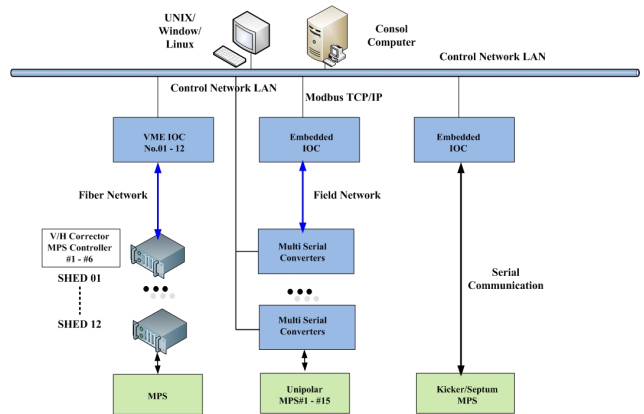 UNIX/
Window/
Linux
Consol
Computer
Control Network LAN
Control Network LAN
Modbus TCP/IP
VME IOC
No.01 - 12
Embedded
IOC
Embedded
IOC
Fiber Network
Field Network
V/H Corrector
MPS Controller
#1 - #6
SHED 01
SHED 12
Multi Serial
Converters
Multi Serial
Converters
Serial
Communication
MPS
Unipolar
MPS#1 - #15
Kicker/Septum
MPS